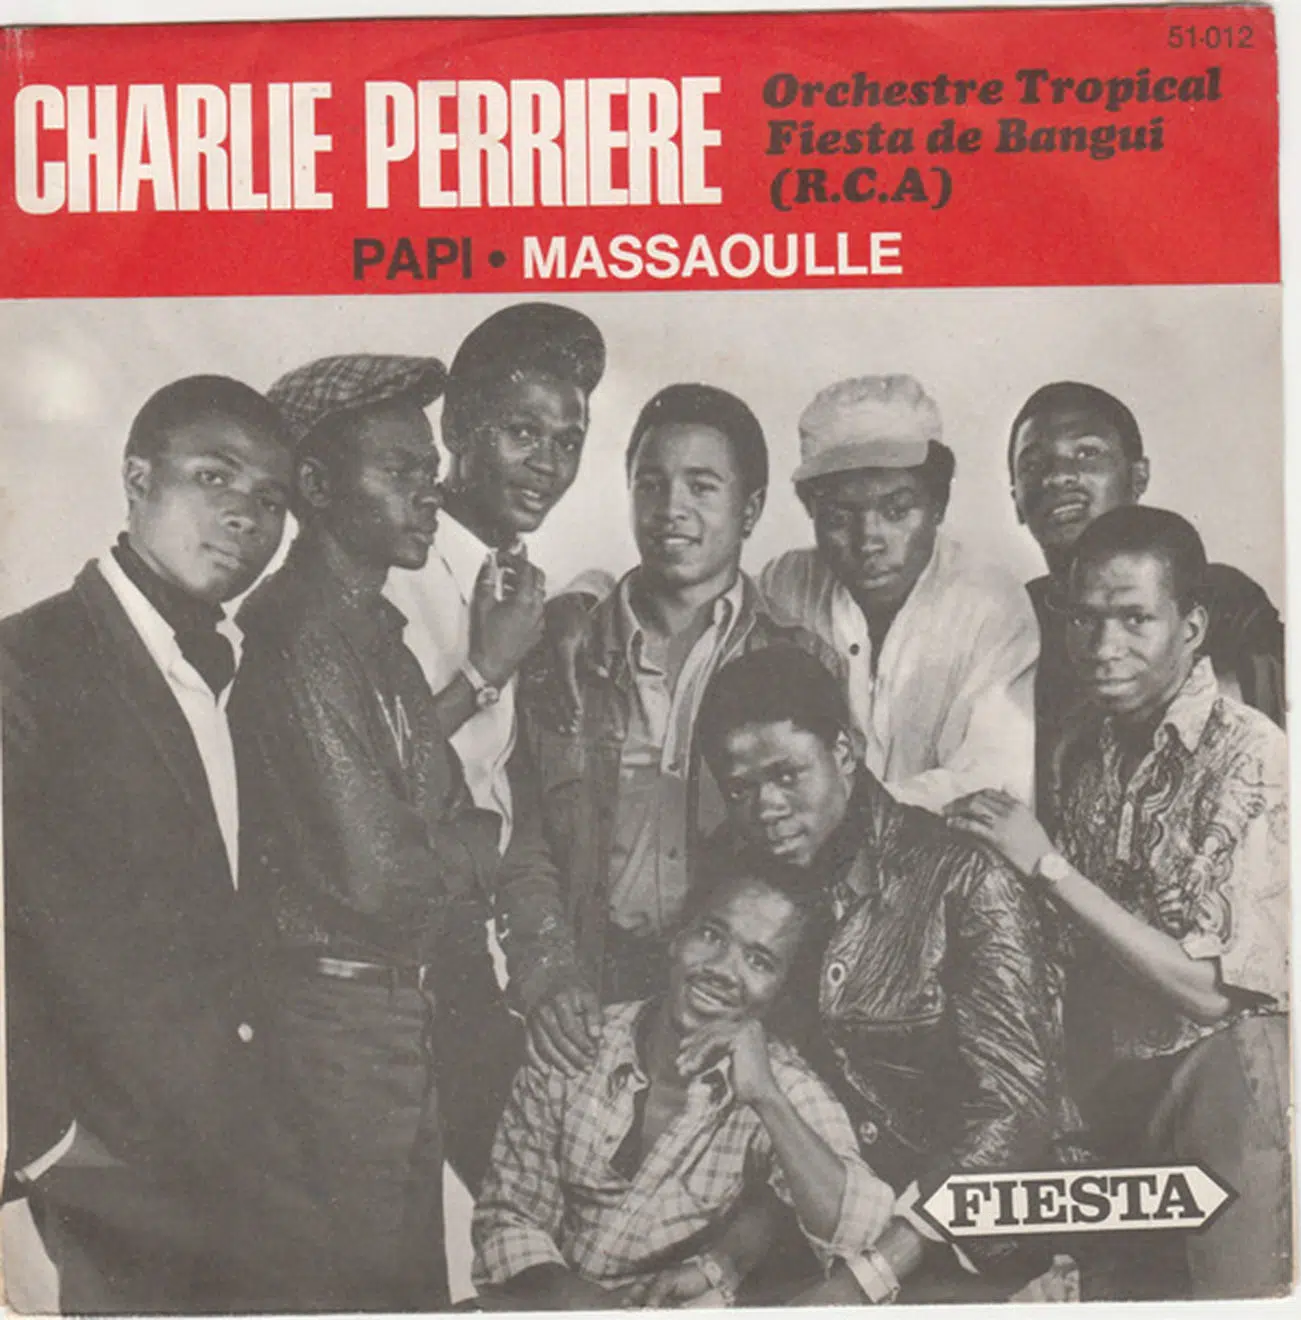 51-012
CHARLIE PERRIERE
Orchestre Tropical
Fiesta de Bangui
(R.C.A)
PAPI • MASSAOULLE
FIESTA